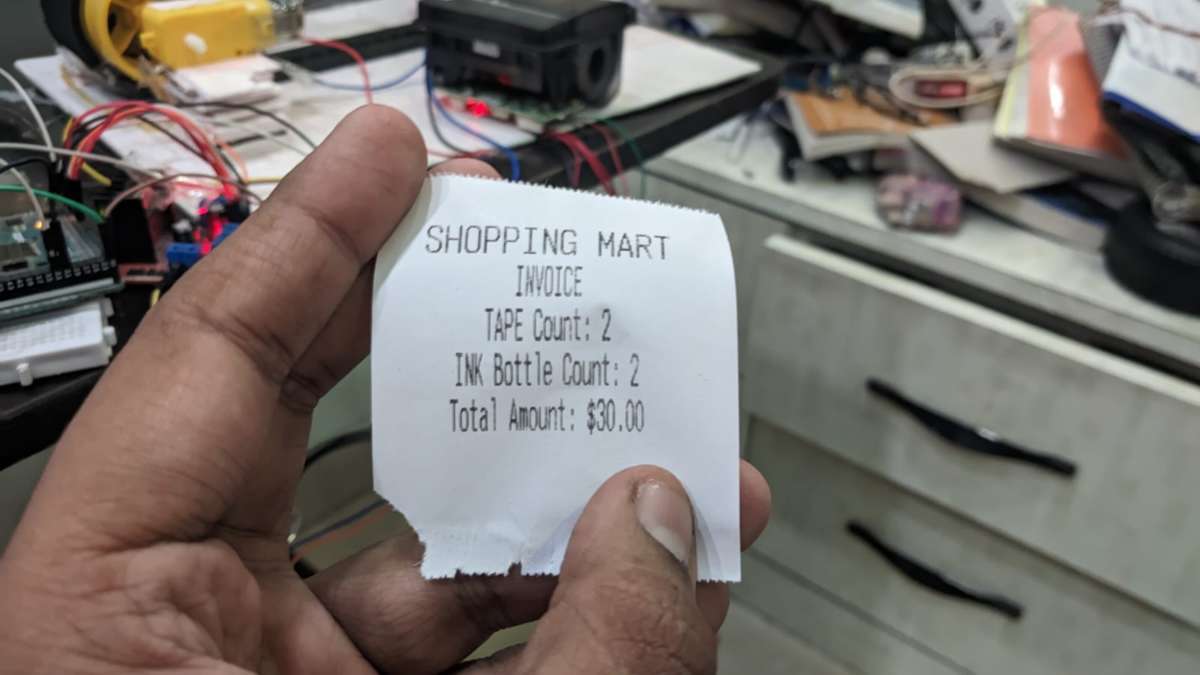 SHOPPING MART
INVOICE
TAPE Count: 2
INK Bottle Count: 2
Total Amount: $30.00